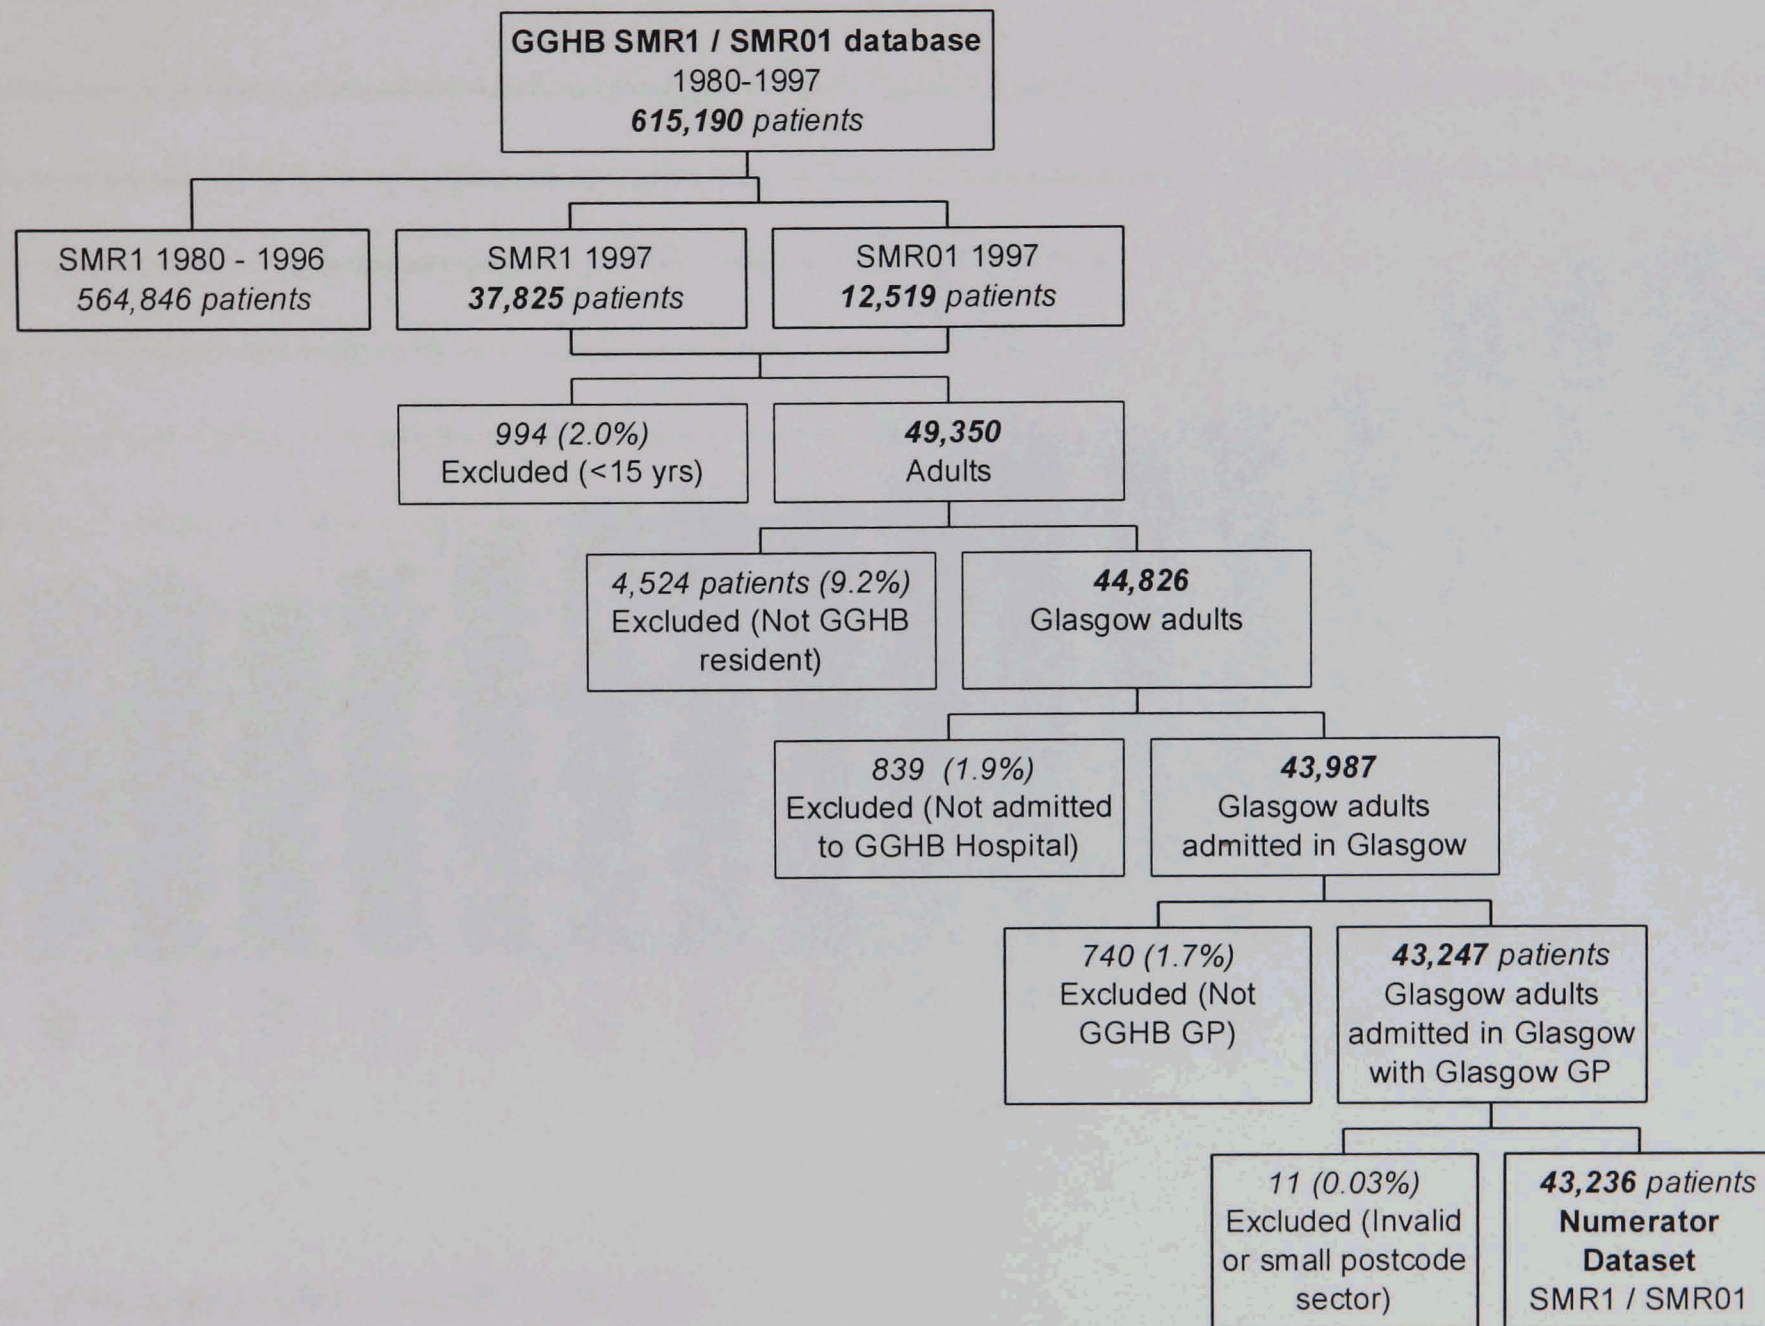 GGHB SMR1 / SMR01 database
1980-1997
615,190 patients
SMR1 1980 - 1996
564,846 patients
SMR1 1997
37,825 patients
SMR01 1997
12,519 patients
994 (2.0%)
Excluded (<15 yrs)
49,350
Adults
4,524 patients (9.2%)
Excluded (Not GGHB
resident)
44,826
Glasgow adults
839 (1.9%)
Excluded (Not admitted
to GGHB Hospital)
43,987
Glasgow adults
admitted in Glasgow
740 (1.7%)
Excluded (Not
GGHB GP)
43,247 patients
Glasgow adults
admitted in Glasgow
with Glasgow GP
11 (0.03%)
Excluded (Invalid
or small postcode
sector)
43,236 patients
Numerator
Dataset
SMR1 / SMR01